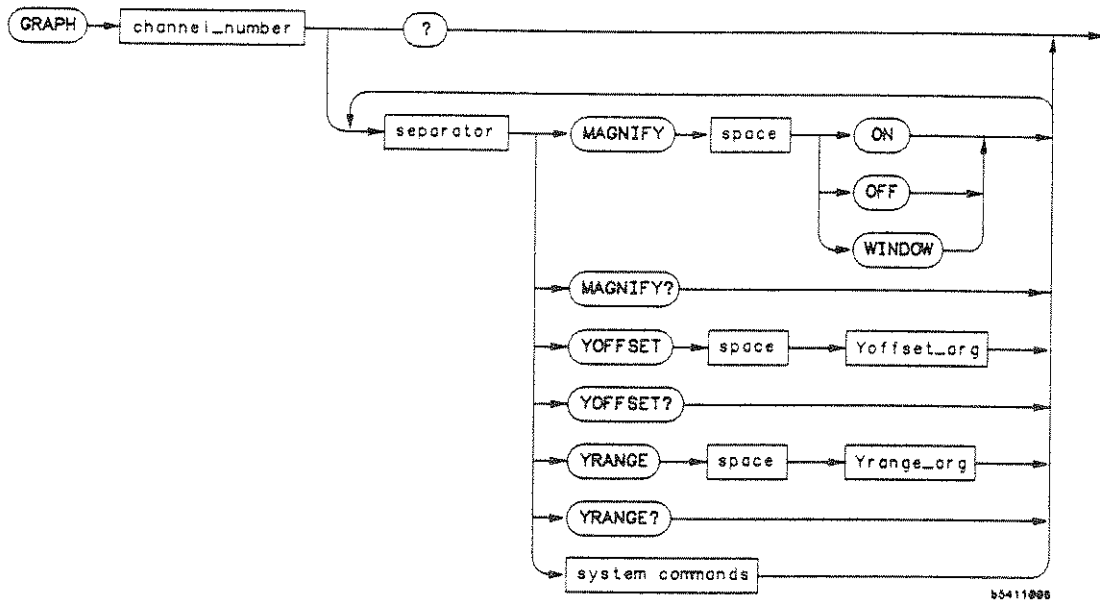 GRAPH channel_number ?
separator MAGNIFY space ON
OFF
WINDOW
MAGNIFY?
YOFFSET space Yoffset_arg
YOFFSET?
YRANGE space Yrange_arg
YRANGE?
system commands
b5411008